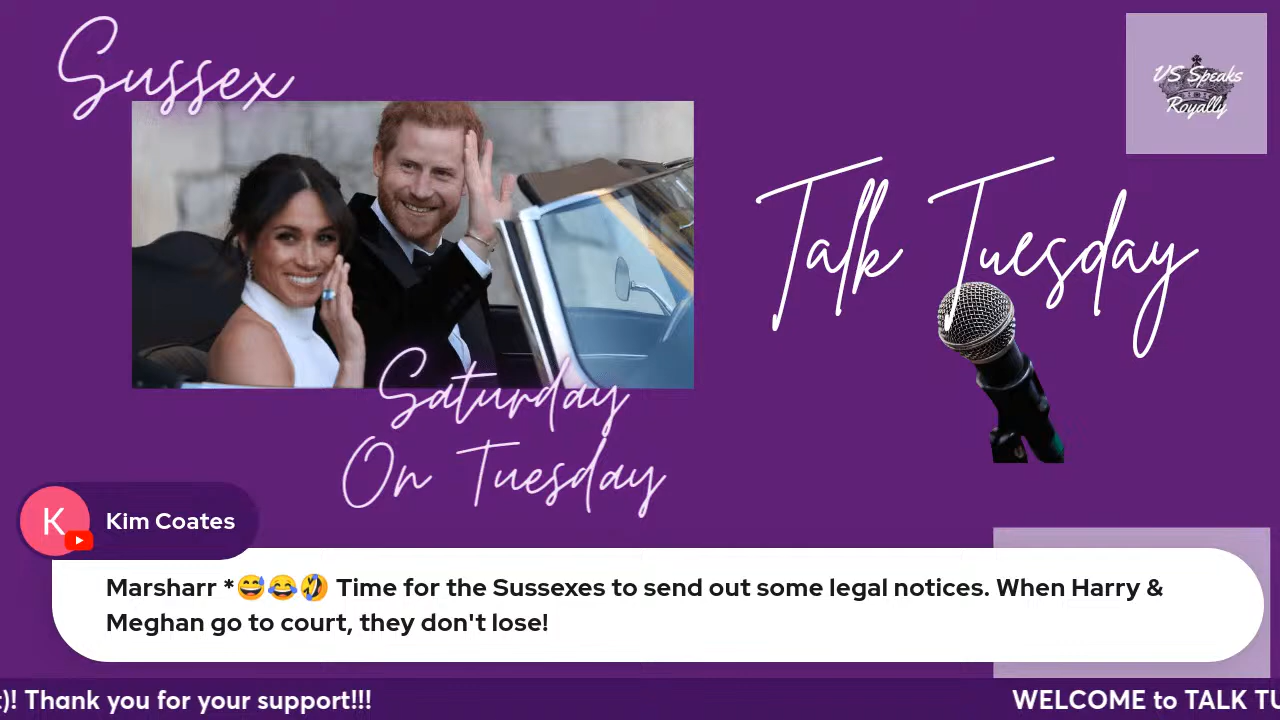 Sussex
US Speaks
Royally
Talk Tuesday
Saturday
On Tuesday
K
Kim Coates
Marsharr *😅😂🤣 Time for the Sussexes to send out some legal notices. When Harry &
Meghan go to court, they don't lose!
)! Thank you for your support!!!
WELCOME to TALK TU